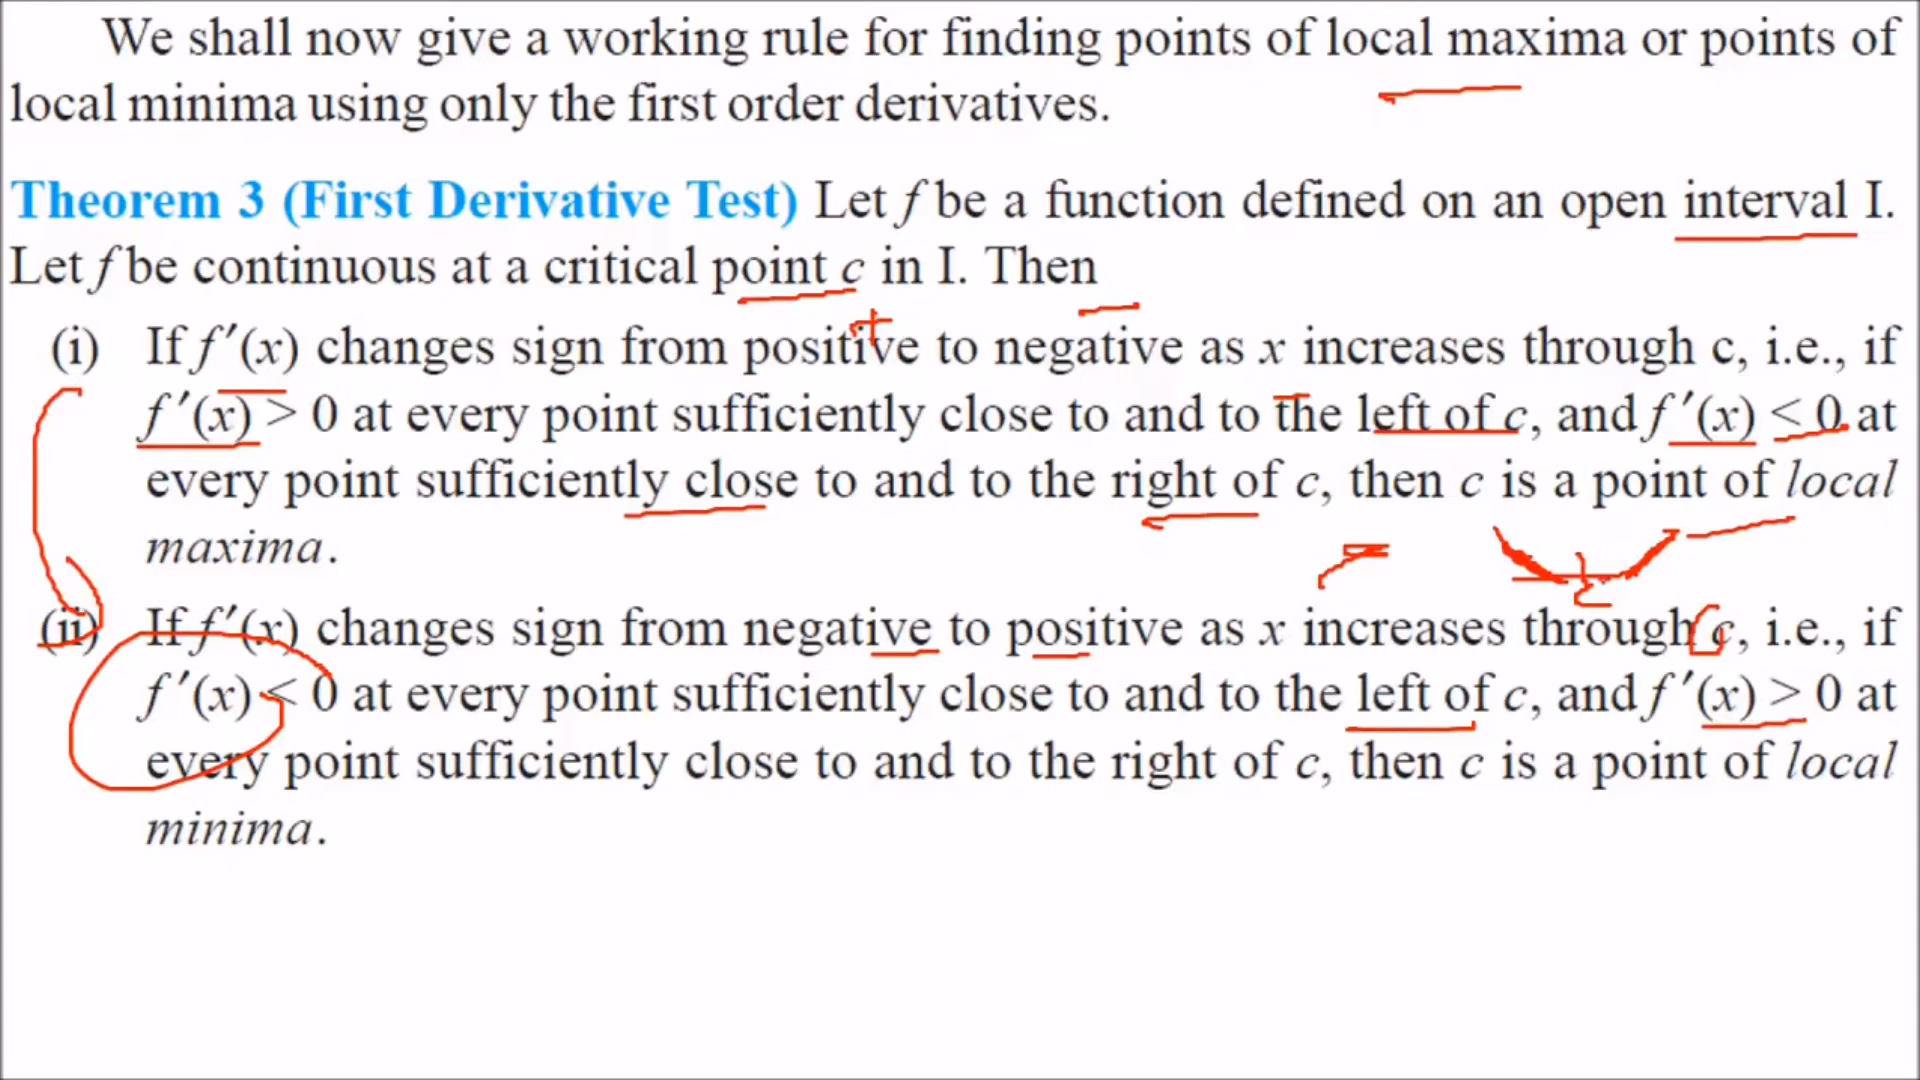 We shall now give a working rule for finding points of local maxima or points of
local minima using only the first order derivatives.
Theorem 3 (First Derivative Test) Let f be a function defined on an open interval I.
Let f be continuous at a critical point c in I. Then
(i) If f′(x) changes sign from positive to negative as x increases through c, i.e., if
f′(x) > 0 at every point sufficiently close to and to the left of c, and f′(x) < 0 at
every point sufficiently close to and to the right of c, then c is a point of local
maxima.
(ii) If f′(x) changes sign from negative to positive as x increases through c, i.e., if
f′(x) < 0 at every point sufficiently close to and to the left of c, and f′(x) > 0 at
every point sufficiently close to and to the right of c, then c is a point of local
minima.